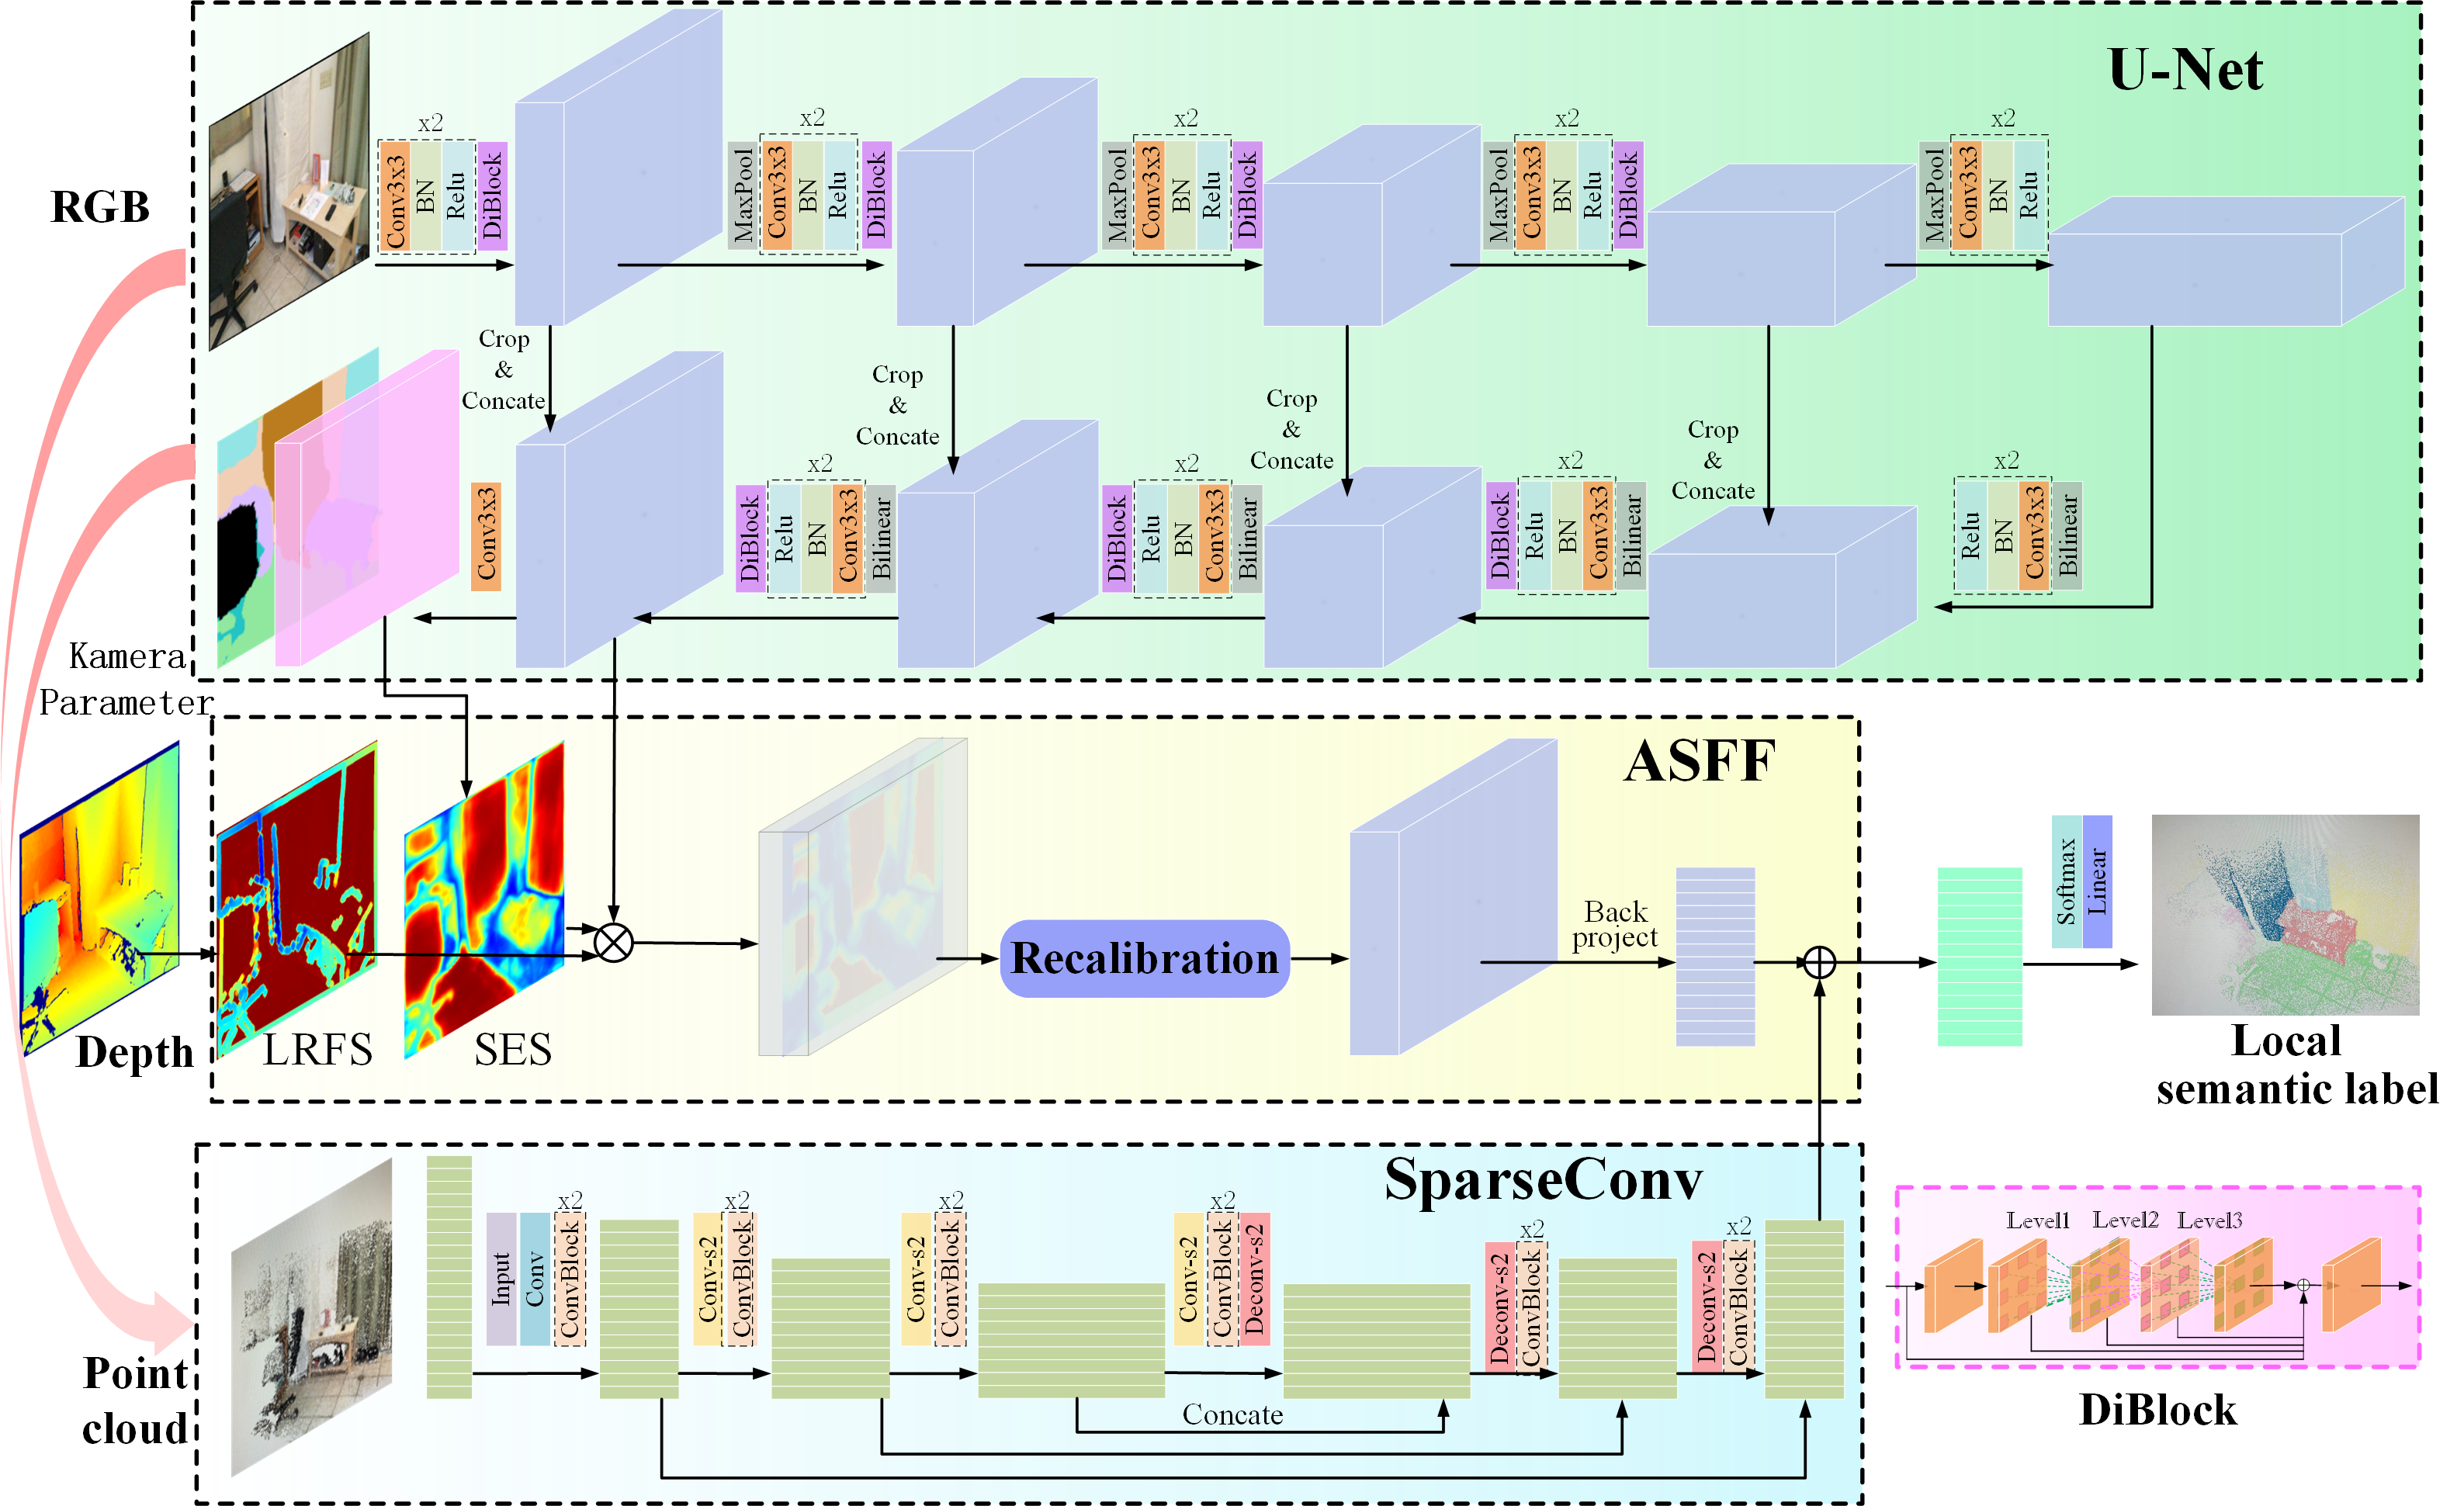 U-Net
RGB
x2
Conv3x3
BN
Relu
DiBlock
x2
MaxPool
Conv3x3
BN
Relu
DiBlock
x2
MaxPool
Conv3x3
BN
Relu
DiBlock
x2
MaxPool
Conv3x3
BN
Relu
DiBlock
x2
MaxPool
Conv3x3
BN
Relu
Crop
&
Concate
Crop
&
Concate
Crop
&
Concate
Crop
&
Concate
Conv3x3
x2
DiBlock
Relu
BN
Conv3x3
Bilinear
x2
DiBlock
Relu
BN
Conv3x3
Bilinear
x2
DiBlock
Relu
BN
Conv3x3
Bilinear
x2
Relu
BN
Conv3x3
Bilinear
Kamera
Parameter
ASFF
Depth
LRFS
SES
Recalibration
Back
project
Softmax
Linear
Local
semantic label
SparseConv
Point
cloud
x2
Input
Conv
ConvBlock
x2
Conv-s2
ConvBlock
x2
Conv-s2
ConvBlock
x2
Conv-s2
ConvBlock
Deconv-s2
x2
Deconv-s2
ConvBlock
x2
Deconv-s2
ConvBlock
Concate
Level1
Level2
Level3
DiBlock